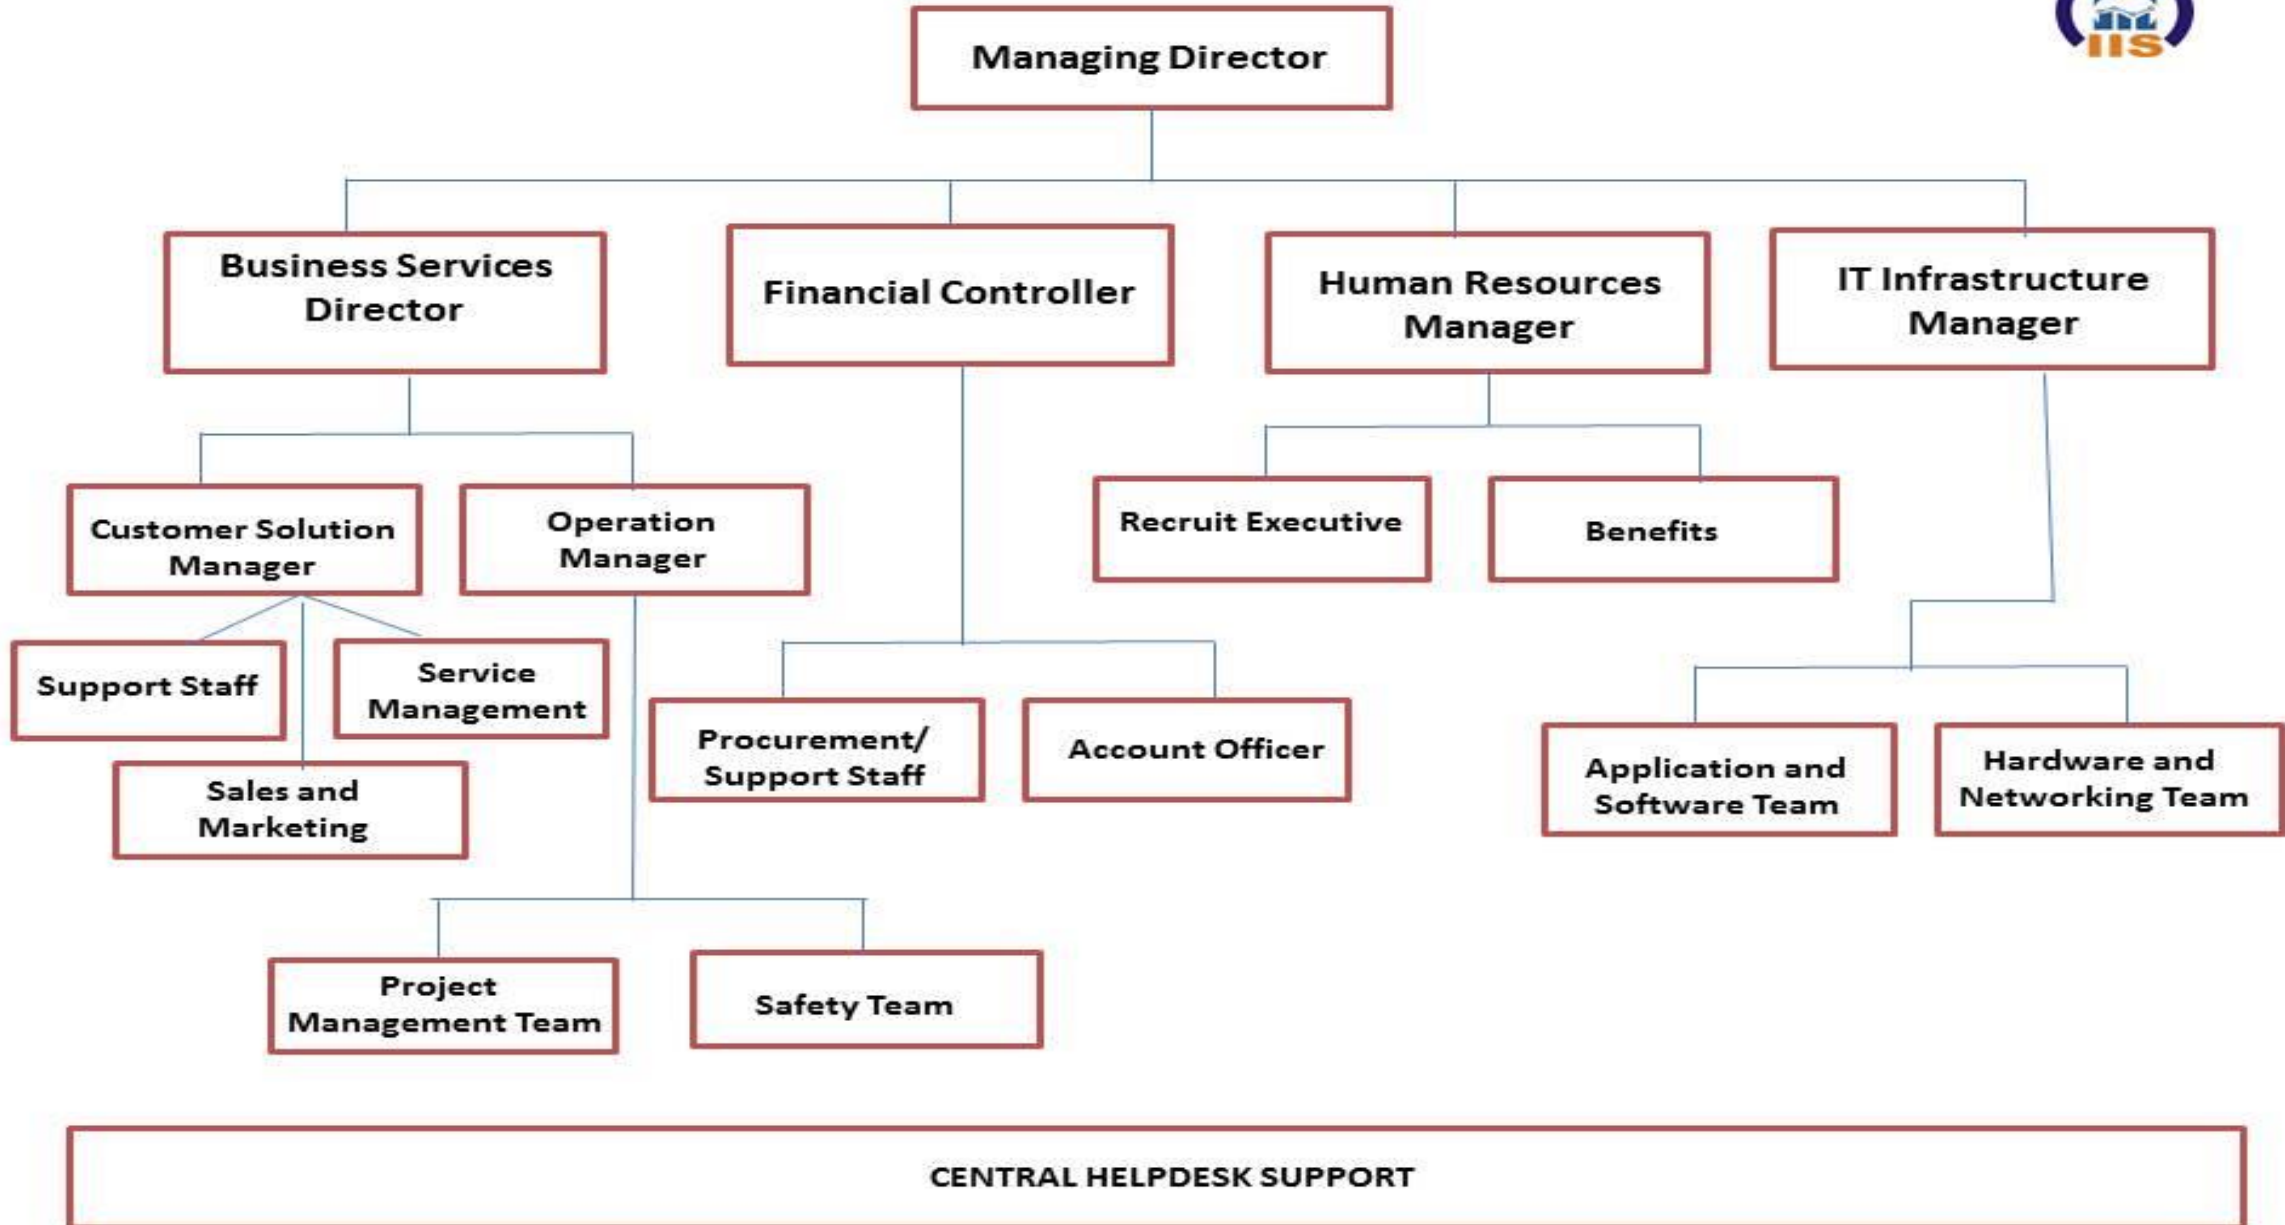 IIS
Managing Director
Business Services
Director
Financial Controller
Human Resources
Manager
IT Infrastructure
Manager
Customer Solution
Manager
Operation
Manager
Recruit Executive
Benefits
Support Staff
Service
Management
Sales and
Marketing
Procurement/
Support Staff
Account Officer
Application and
Software Team
Hardware and
Networking Team
Project
Management Team
Safety Team
CENTRAL HELPDESK SUPPORT